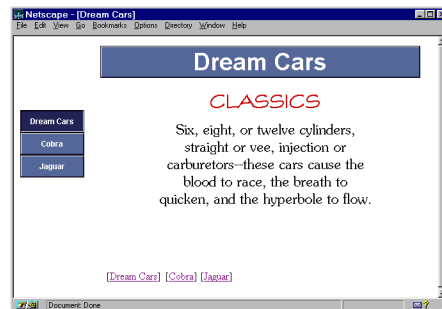 Netscape - [Dream Cars]
File Edit View Go Bookmarks Options Directory Window Help
Dream Cars
Dream Cars
Cobra
Jaguar
CLASSICS
Six, eight, or twelve cylinders,
straight or vee, injection or
carburetors--these cars cause the
blood to race, the breath to
quicken, and the hyperbole to flow.
[Dream Cars] [Cobra] [Jaguar]
Document: Done